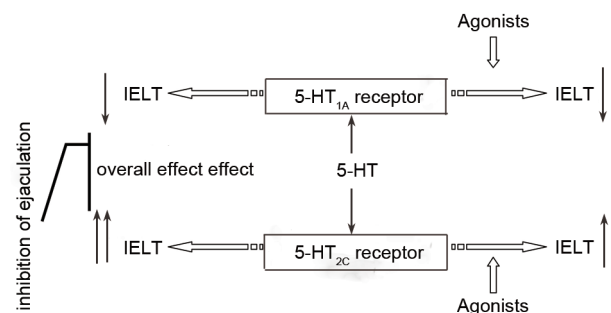 Agonists
IELT
5-HT1A receptor
IELT
inhibition of ejaculation
overall effect effect
5-HT
IELT
5-HT2C receptor
IELT
Agonists